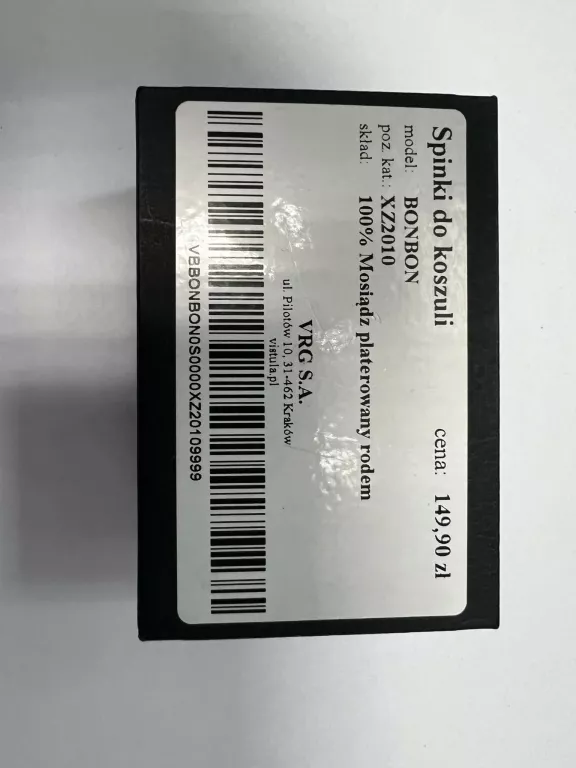 Spinki do koszuli cena: 149,90 zł
model: BONBON
poz. kat.: XZ2010
skład: 100% Mosiądz platerowany rodem
VRG S.A.
ul. Pilotów 10, 31-462 Kraków
vistula.pl
VBBONBON0S0000XZ20109999